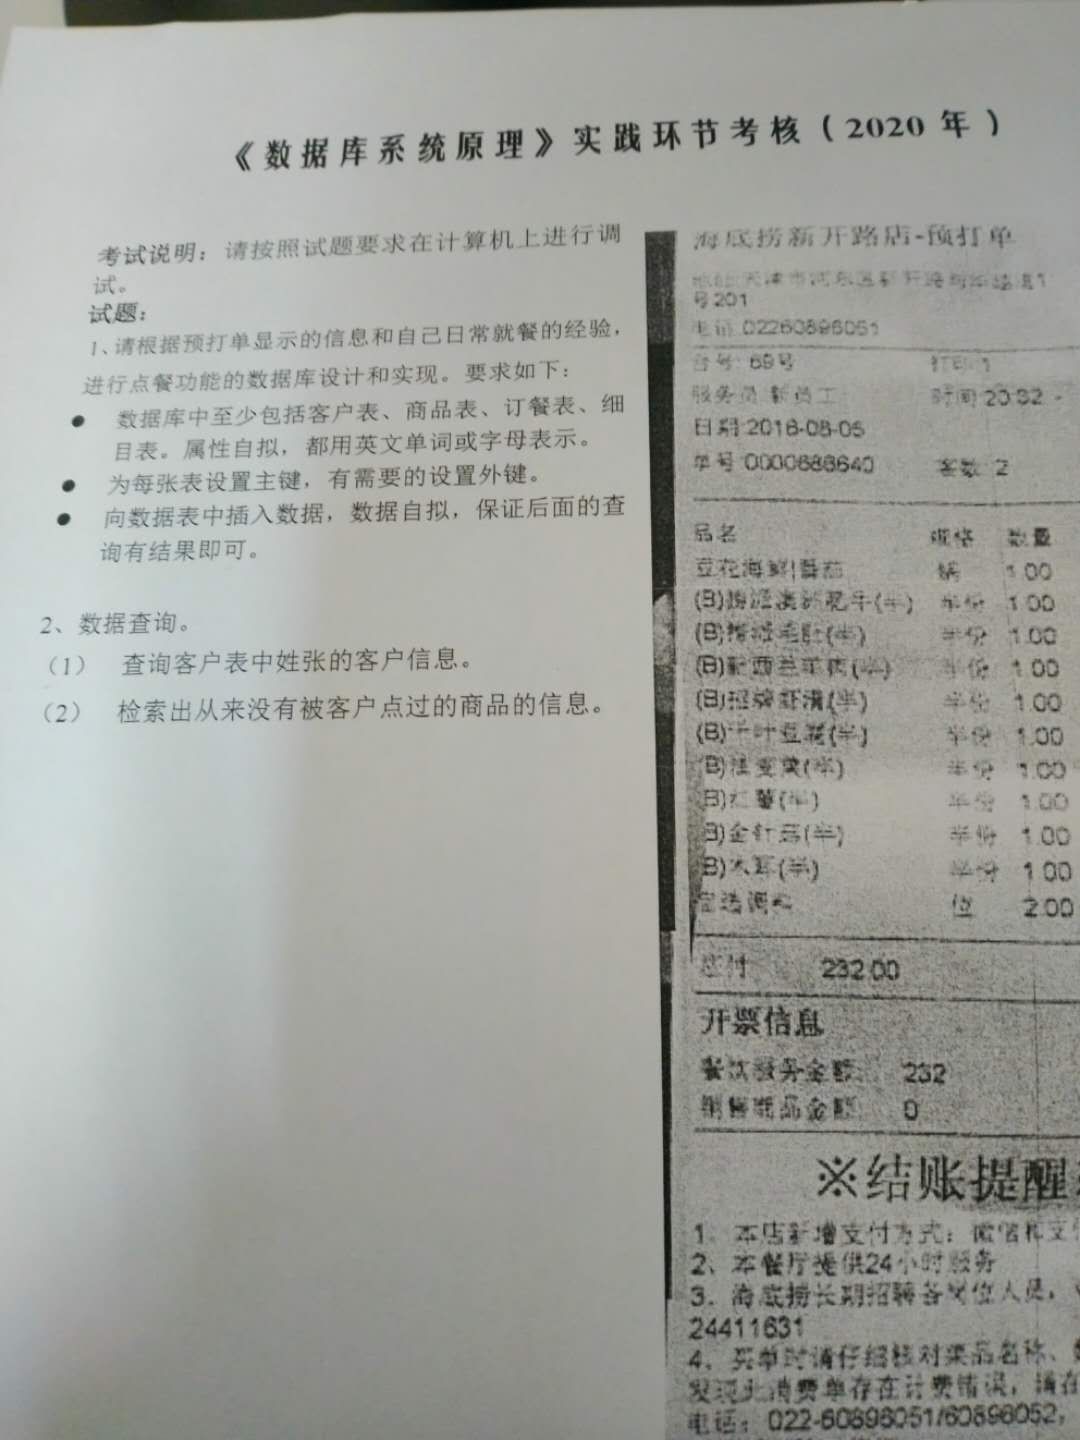 《数据库系统原理》实践环节考核（2020 年）
考试说明：请按照试题要求在计算机上进行调
试。
试题：
1、请根据预打单显示的信息和自己日常就餐的经验，
进行点餐功能的数据库设计和实现。要求如下：
● 数据库中至少包括客户表、商品表、订餐表、细
目表。属性自拟，都用英文单词或字母表示。
● 为每张表设置主键，有需要的设置外键。
● 向数据表中插入数据，数据自拟，保证后面的查
询有结果即可。
2、数据查询。
（1） 查询客户表中姓张的客户信息。
（2） 检索出从来没有被客户点过的商品的信息。
海底捞新开路店-预打单
地址:天津市河东区新开路
号201
电话:02260896051
台号: 69号 打印:1
服务员:新员工 时间:20:32 -
日期:2016-08-05
单号:0000686640 客数: 2
品名 规格 数量
豆花海鲜|番茄 锅 1.00
(B)捞派澳洲肥牛(半) 半份 1.00
(B)捞派毛肚(半) 半份 1.00
(B)新西兰羊肉(半) 半份 1.00
(B)招牌虾滑(半) 半份 1.00
(B)千叶豆腐(半) 半份 1.00
(B) (半) 半份 1.00
B)红薯(半) 半份 1.00
B)金针菇(半) 半份 1.00
B)木耳(半) 半份 1.00
自选调料 位 2.00
应付 232.00
开票信息
餐饮服务金额: 232
销售商品金额: 0
※结账提醒
1、本店新增支付方式：微信和支
2、本餐厅提供24小时服务
3、海底捞长期招聘各岗位人员，
24411631
4、买单时请仔细核对菜品名称、
发现此消费单存在计费错误，请在
电话：022-60896051/60896052,